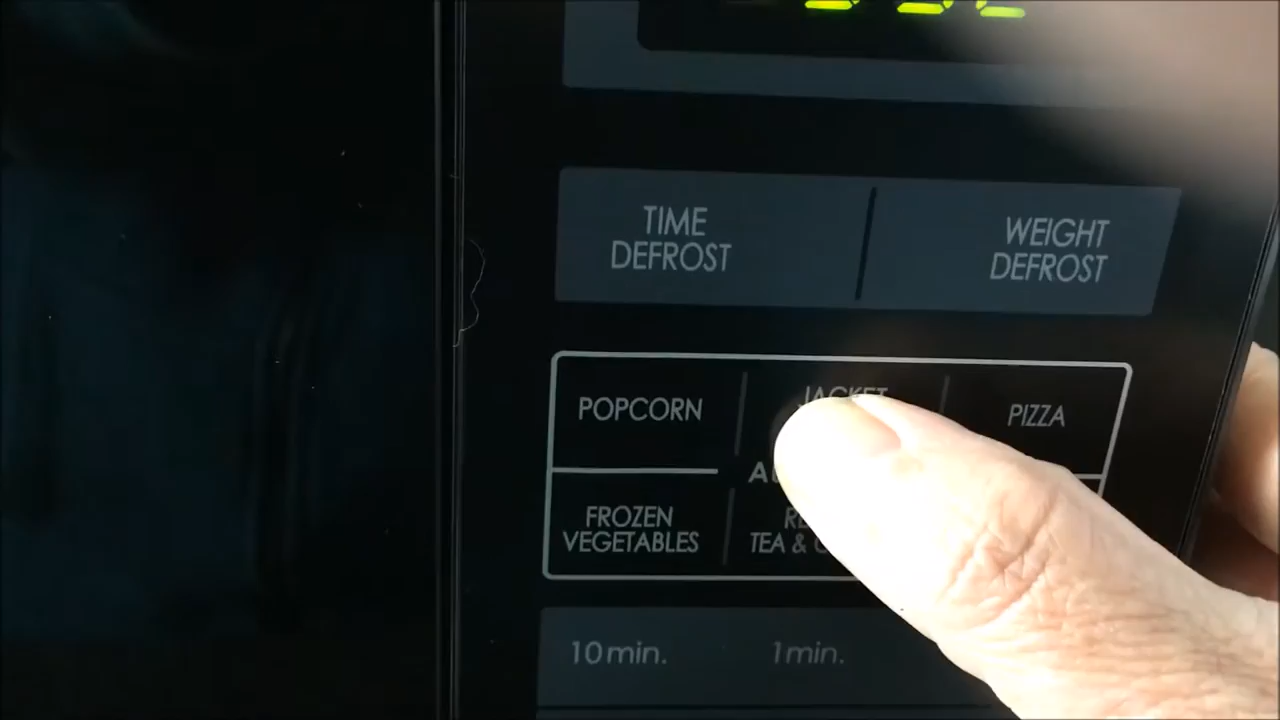 TIME
DEFROST
WEIGHT
DEFROST
POPCORN
JACKET
PIZZA
FROZEN
VEGETABLES
TEA &
10 min.
1 min.